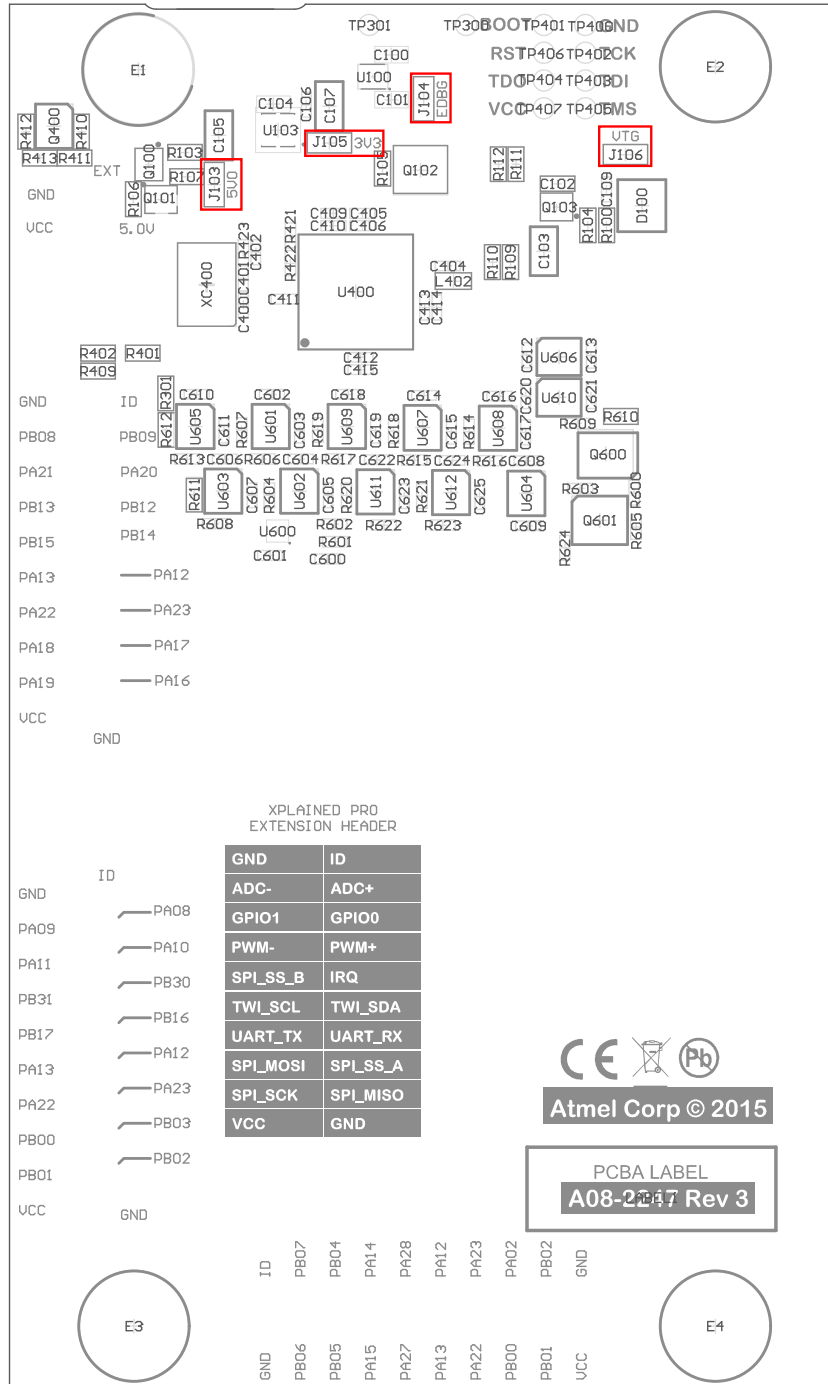 TP301 TP300 BOOT TP401 TP400 GND
E1 C100 RST TP406 TP402 TCK E2
U100 TDO TP404 TP403 TDI
C104 C106 C107 C101 J104 EDBG VCC TP407 TP405 TMS
R412 Q400 R410 C105 U103 VTG
R413 R411 EXT Q100 R103 J105 3V3 R112 R111 J106
R107 J103 5V0 R105 Q102 C102 C109
GND R106 Q101 Q103 R104 R100 D100
VCC 5.0V C409 C405
C410 C406
XC400 R423 C402 R421 R422 C103
C401 C404 R110 R109
C400 C411 U400 L402 C413 C414
R402 R401 C412 C612 U606 C613
R409 C415
R301 C610 C602 C618 C614 C616 C620 U610 C621
GND ID R612 U605 C611 R607 U601 C603 R619 U609 C619 R618 U607 C615 R614 U608 C617 R609 R610
PB08 PB09
R613 C606 R606 C604 R617 C622 R615 C624 R616 C608 Q600
PA21 PA20 R611 U603 C607 R604 U602 C605 R620 U611 C623 R621 U612 C625 U604 R603 R600
PB13 PB12 R608 R602 R622 R623 C609 Q601 R605
PB15 PB14 U600 R601 R624
C601 C600
PA13 PA12
PA22 PA23
PA18 PA17
PA19 PA16
VCC
GND
XPLAINED PRO
EXTENSION HEADER
GND ID
ADC- ADC+
GPIO1 GPIO0
PWM- PWM+
SPI_SS_B IRQ
TWI_SCL TWI_SDA
UART_TX UART_RX
SPI_MOSI SPI_SS_A
SPI_SCK SPI_MISO
VCC GND
ID
GND PA08
PA09 PA10
PA11 PB30
PB31 PB16
PB17 PA12
PA13 PA23
PA22 PB03
PB00 PB02
PB01
VCC GND
CE Pb
Atmel Corp © 2015
PCBA LABEL
A08-2247 Rev 3
ID PB07 PB04 PA14 PA28 PA12 PA23 PA02 PB02 GND
E3 E4
GND PB06 PB05 PA15 PA27 PA13 PA22 PB00 PB01 VCC